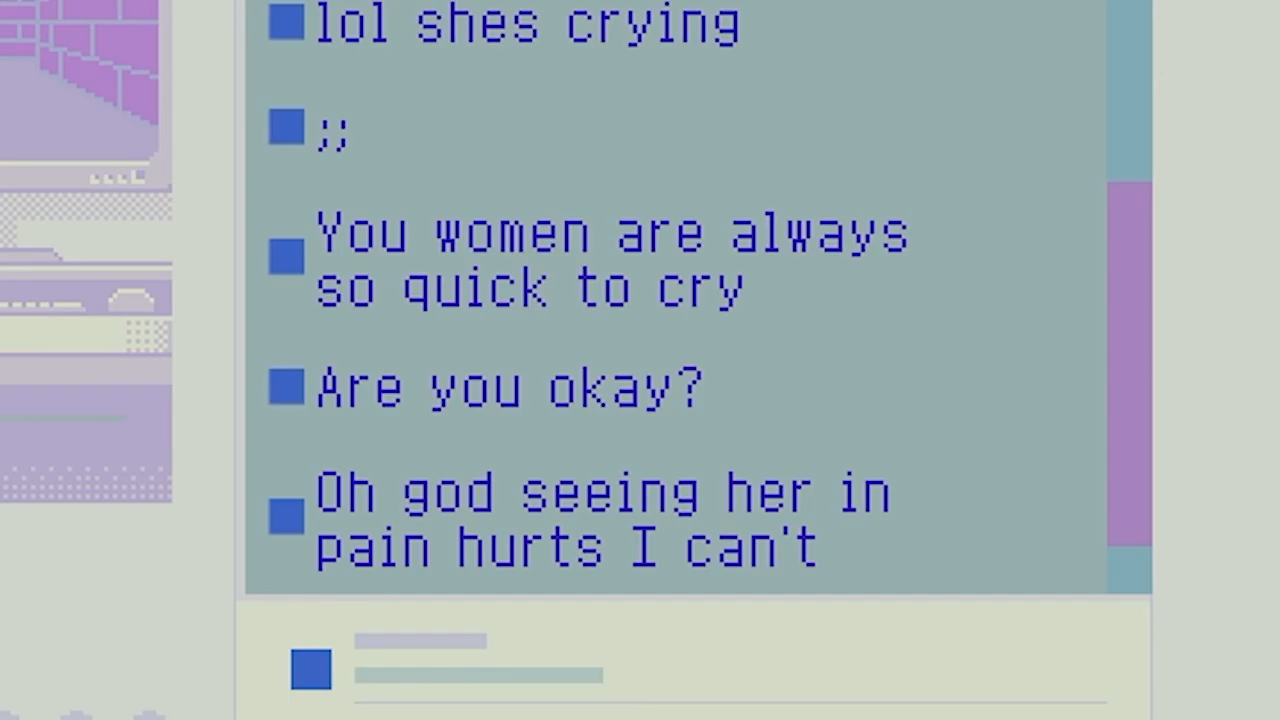 lol shes crying
;;
You women are always
so quick to cry
Are you okay?
Oh god seeing her in
pain hurts I can't